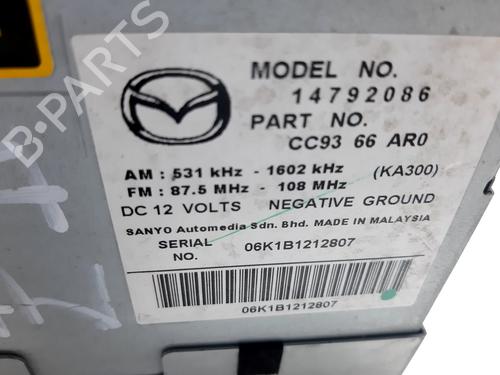 B-PARTS
MODEL NO.
14792086
PART NO.
CC93 66 AR0
AM : 531 kHz - 1602 kHz (KA300)
FM : 87.5 MHz - 108 MHz
DC 12 VOLTS NEGATIVE GROUND
SANYO Automedia Sdn. Bhd. MADE IN MALAYSIA
SERIAL NO. 06K1B1212807
06K1B1212807